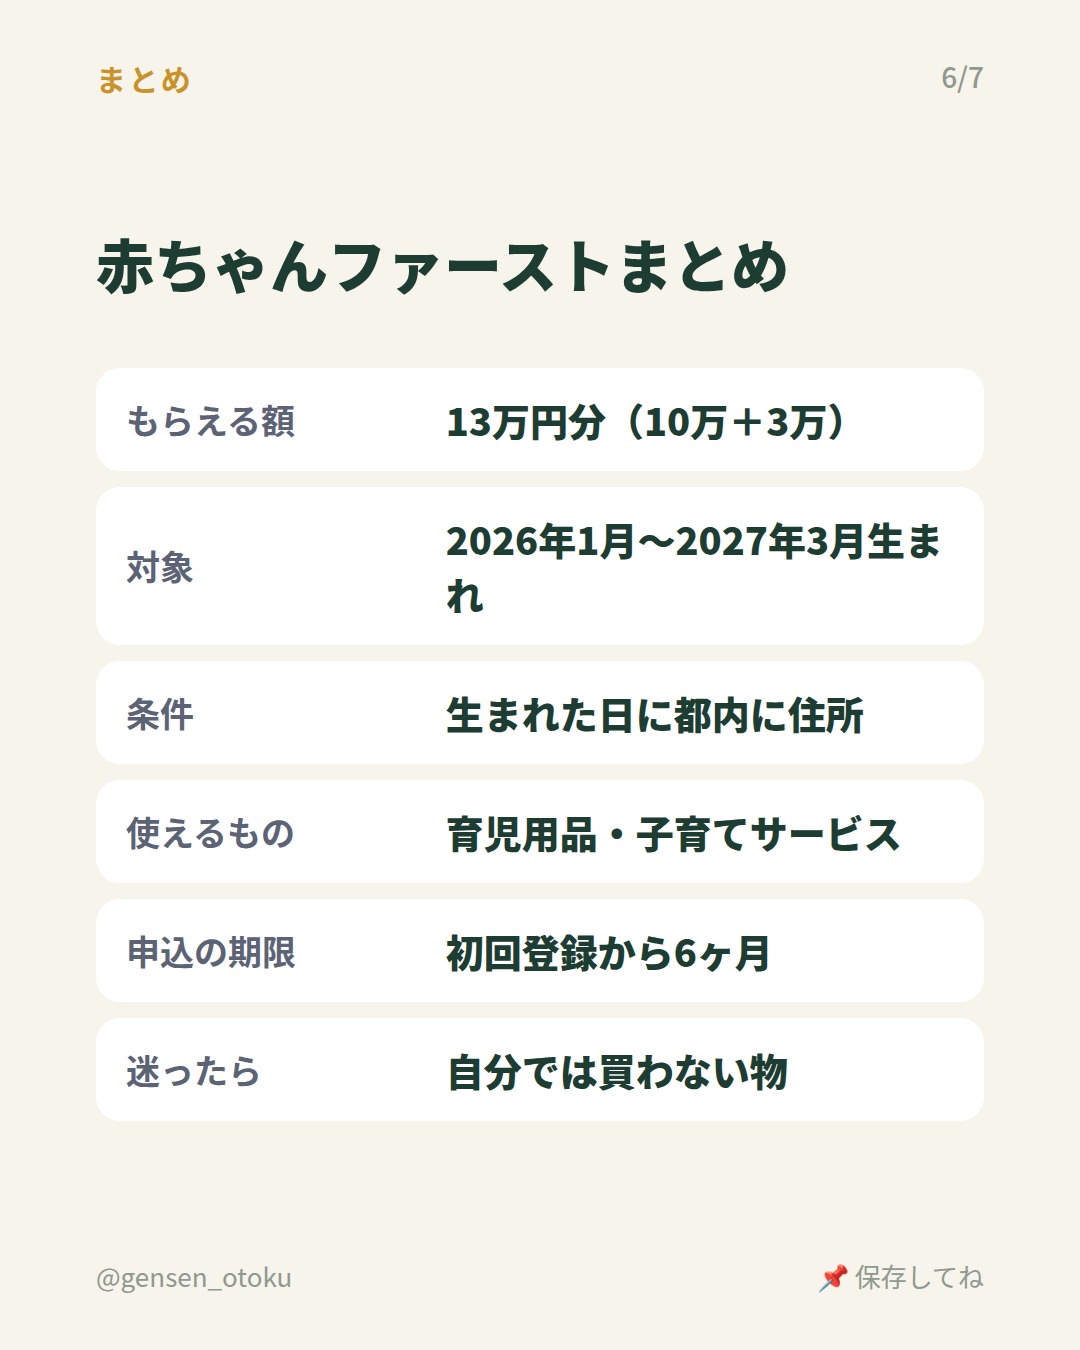 まとめ
6/7
赤ちゃんファーストまとめ
もらえる額
13万円分（10万＋3万）
対象
2026年1月〜2027年3月生ま
れ
条件
生まれた日に都内に住所
使えるもの
育児用品・子育てサービス
申込の期限
初回登録から6ヶ月
迷ったら
自分では買わない物
@gensen_otoku
📌 保存してね